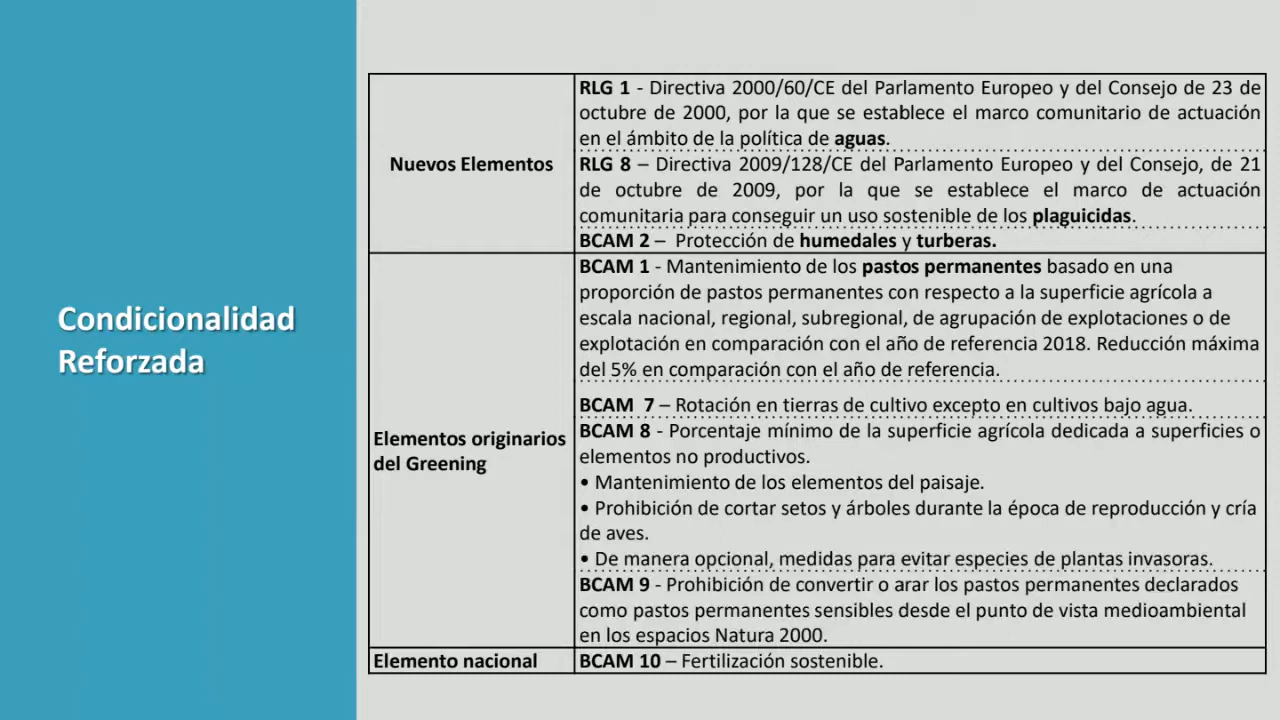 Condicionalidad
Reforzada
Nuevos Elementos
RLG 1 - Directiva 2000/60/CE del Parlamento Europeo y del Consejo de 23 de
octubre de 2000, por la que se establece el marco comunitario de actuación
en el ámbito de la política de aguas.
RLG 8 – Directiva 2009/128/CE del Parlamento Europeo y del Consejo, de 21
de octubre de 2009, por la que se establece el marco de actuación
comunitaria para conseguir un uso sostenible de los plaguicidas.
BCAM 2 – Protección de humedales y turberas.
Elementos originarios
del Greening
BCAM 1 - Mantenimiento de los pastos permanentes basado en una
proporción de pastos permanentes con respecto a la superficie agrícola a
escala nacional, regional, subregional, de agrupación de explotaciones o de
explotación en comparación con el año de referencia 2018. Reducción máxima
del 5% en comparación con el año de referencia.
BCAM 7 – Rotación en tierras de cultivo excepto en cultivos bajo agua.
BCAM 8 - Porcentaje mínimo de la superficie agrícola dedicada a superficies o
elementos no productivos.
• Mantenimiento de los elementos del paisaje.
• Prohibición de cortar setos y árboles durante la época de reproducción y cría
de aves.
• De manera opcional, medidas para evitar especies de plantas invasoras.
BCAM 9 - Prohibición de convertir o arar los pastos permanentes declarados
como pastos permanentes sensibles desde el punto de vista medioambiental
en los espacios Natura 2000.
Elemento nacional
BCAM 10 – Fertilización sostenible.